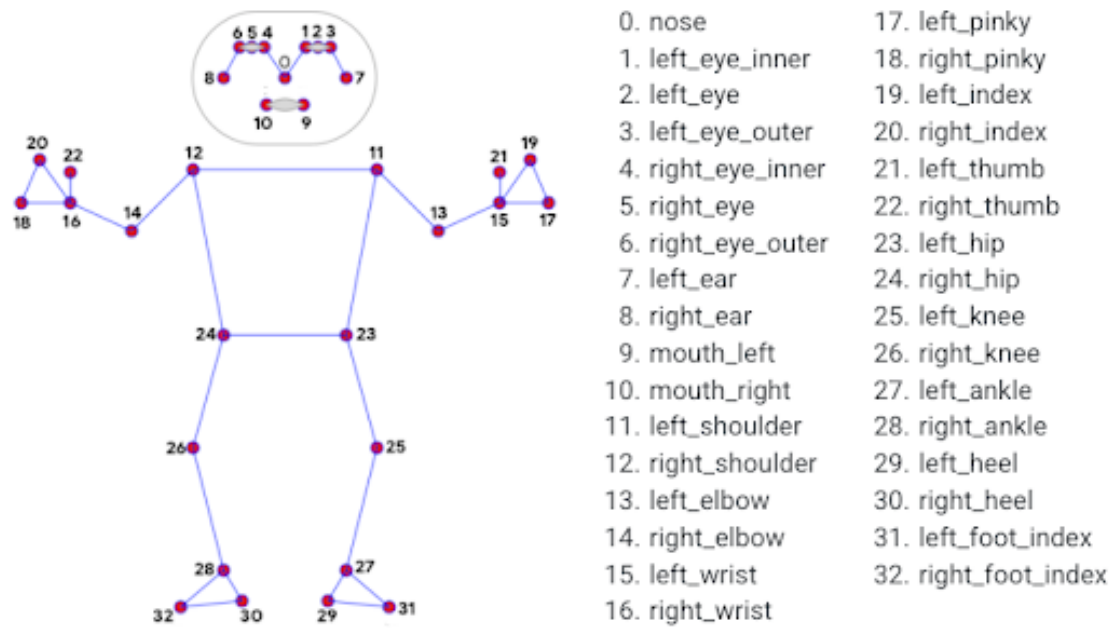 6 5 4 1 2 3
0
8 7
10 9
20 22 12 11 21 19
18 16 14 13 15 17
24 23
26 25
28 27
32 30 29 31
0. nose
1. left_eye_inner
2. left_eye
3. left_eye_outer
4. right_eye_inner
5. right_eye
6. right_eye_outer
7. left_ear
8. right_ear
9. mouth_left
10. mouth_right
11. left_shoulder
12. right_shoulder
13. left_elbow
14. right_elbow
15. left_wrist
16. right_wrist
17. left_pinky
18. right_pinky
19. left_index
20. right_index
21. left_thumb
22. right_thumb
23. left_hip
24. right_hip
25. left_knee
26. right_knee
27. left_ankle
28. right_ankle
29. left_heel
30. right_heel
31. left_foot_index
32. right_foot_index